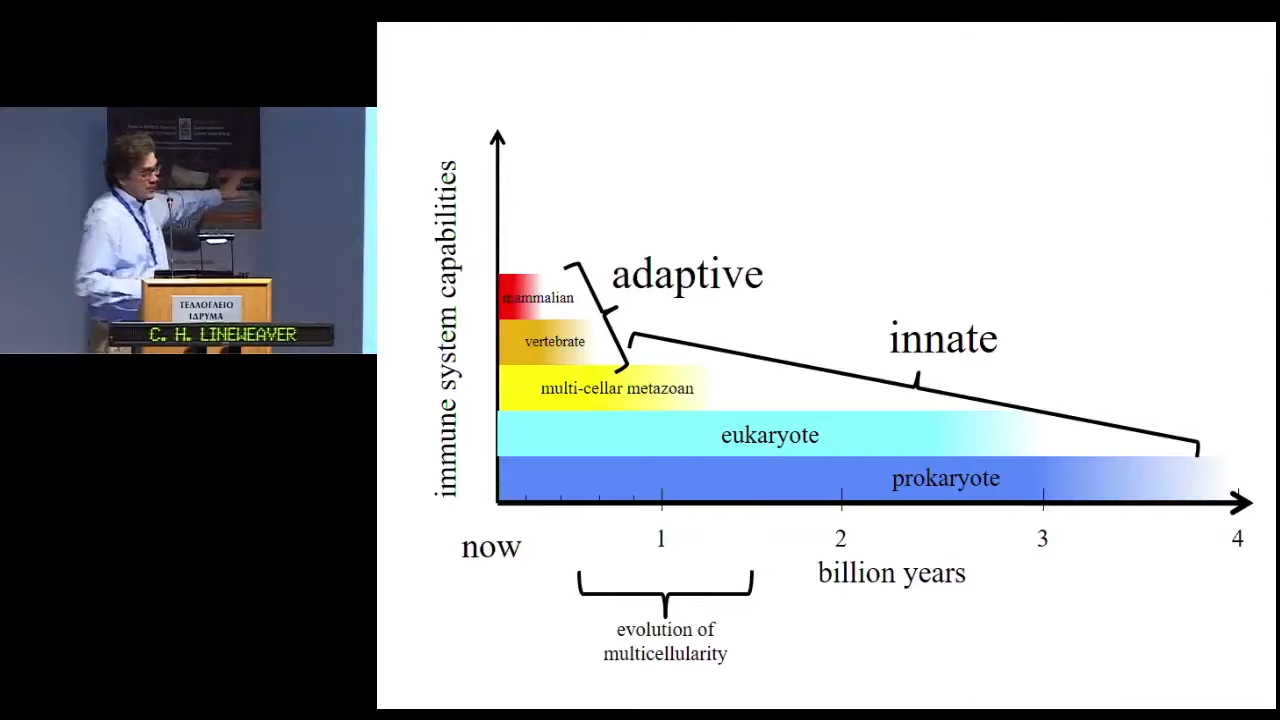 ΤΕΛΛΟΓΛΕΙΟ
ΙΔΡΥΜΑ
C. H. LINEWEAVER
immune system capabilities
adaptive
innate
mammalian
vertebrate
multi-cellar metazoan
eukaryote
prokaryote
now
1
2
3
4
billion years
evolution of
multicellularity